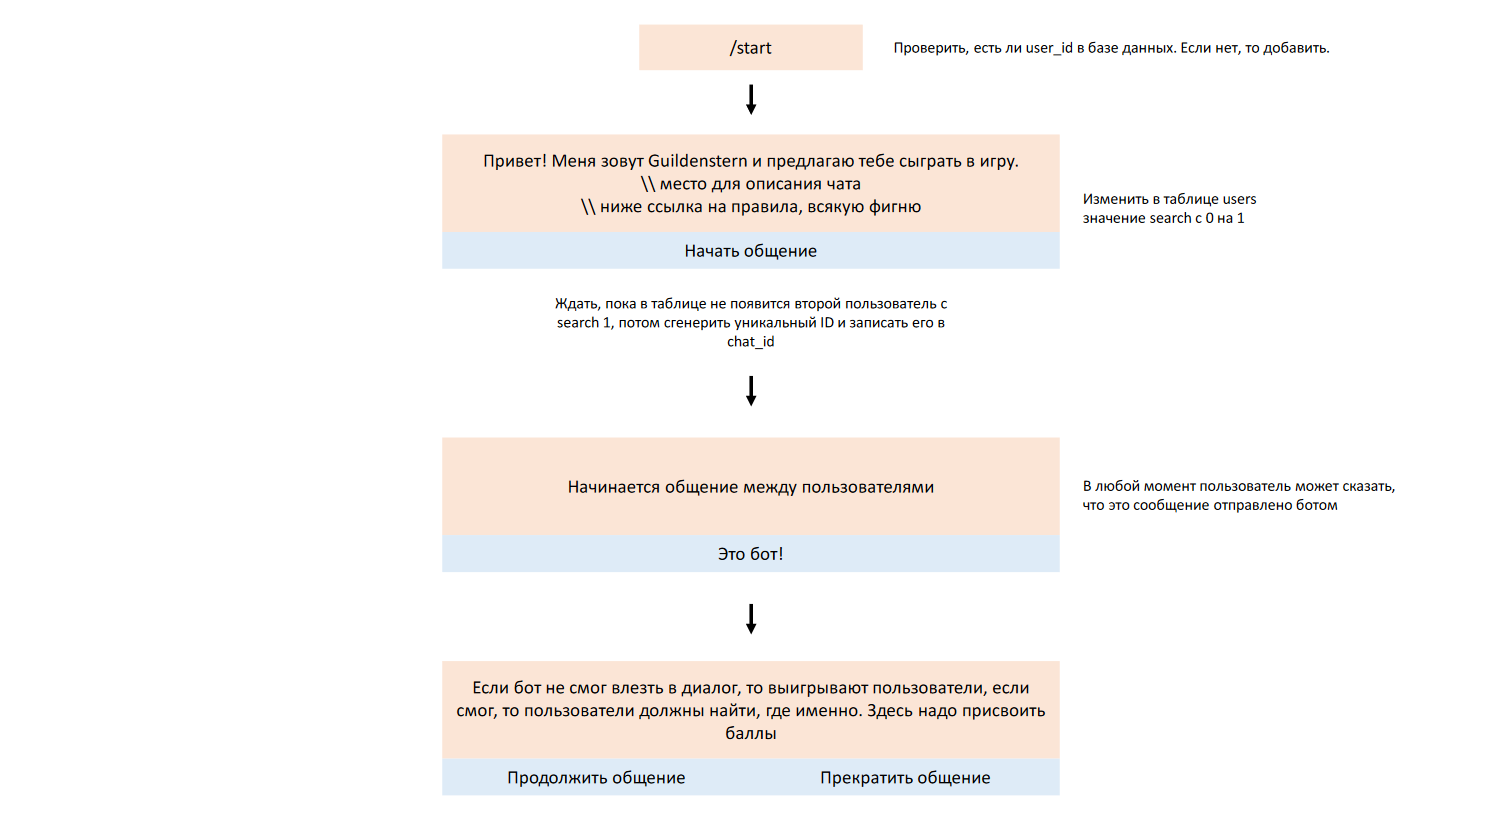 /start
Проверить, есть ли user_id в базе данных. Если нет, то добавить.
Привет! Меня зовут Guildenstern и предлагаю тебе сыграть в игру.
\\ место для описания чата
\\ ниже ссылка на правила, всякую фигню
Изменить в таблице users
значение search с 0 на 1
Начать общение
Ждать, пока в таблице не появится второй пользователь с
search 1, потом сгенерить уникальный ID и записать его в
chat_id
Начинается общение между пользователями
В любой момент пользователь может сказать,
что это сообщение отправлено ботом
Это бот!
Если бот не смог влезть в диалог, то выигрывают пользователи, если
смог, то пользователи должны найти, где именно. Здесь надо присвоить
баллы
Продолжить общение
Прекратить общение